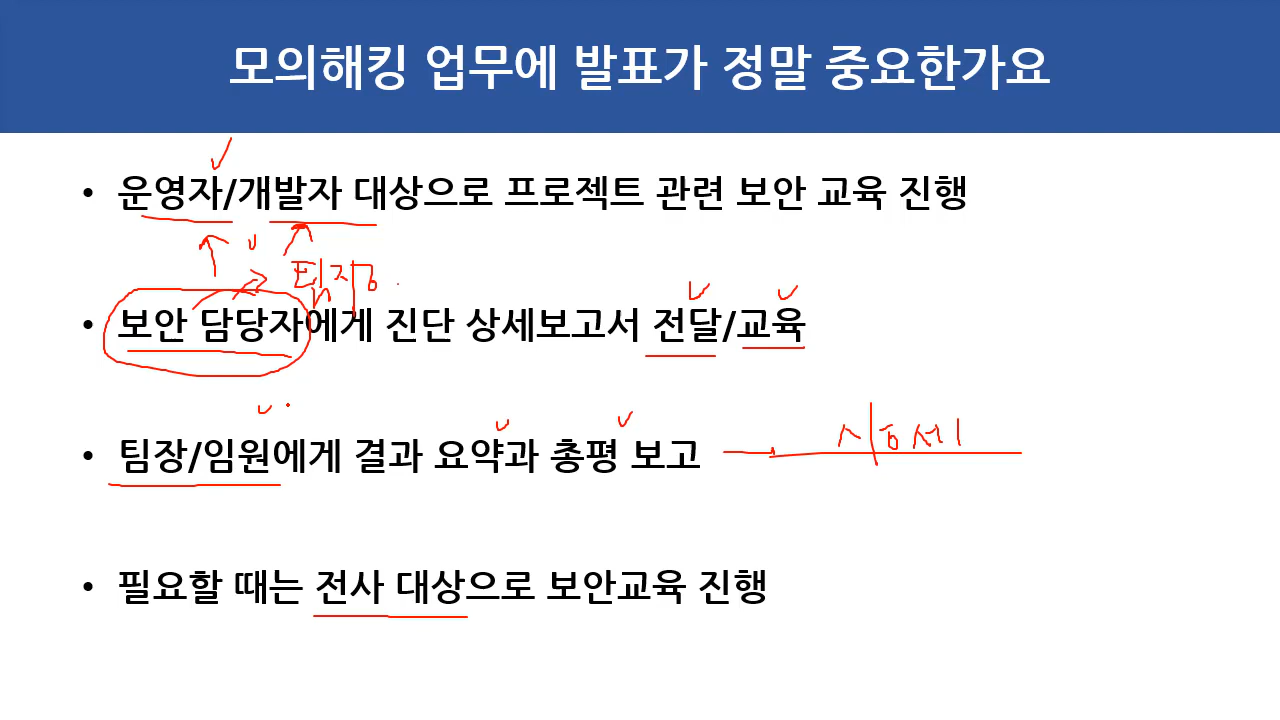 모의해킹 업무에 발표가 정말 중요한가요
• 운영자/개발자 대상으로 프로젝트 관련 보안 교육 진행
팀장
• 보안 담당자에게 진단 상세보고서 전달/교육
• 팀장/임원에게 결과 요약과 총평 보고
• 필요할 때는 전사 대상으로 보안교육 진행